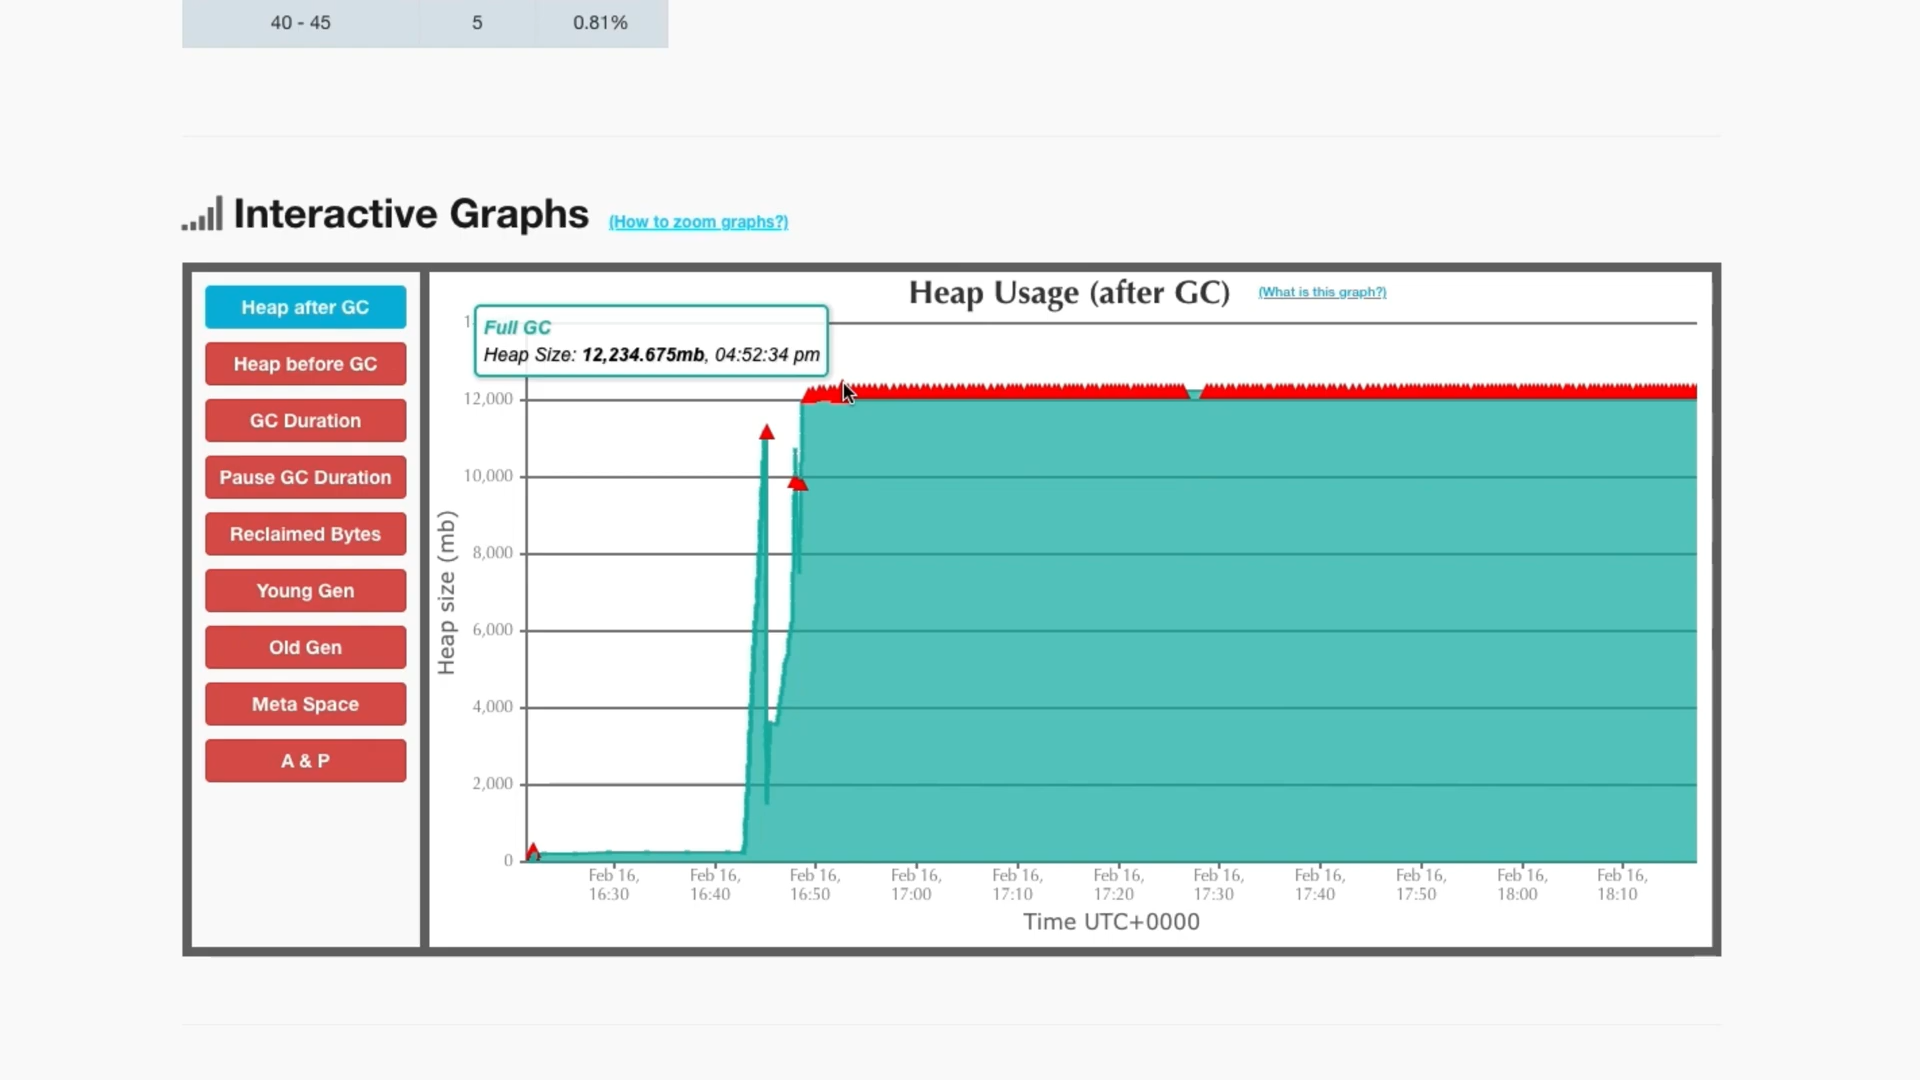 40 - 45 5 0.81%
Interactive Graphs (How to zoom graphs?)
Heap after GC
Heap before GC
GC Duration
Pause GC Duration
Reclaimed Bytes
Young Gen
Old Gen
Meta Space
A & P
Heap Usage (after GC) (What is this graph?)
Full GC
Heap Size: 12,234.675mb, 04:52:34 pm
12,000
10,000
8,000
6,000
4,000
2,000
0
Heap size (mb)
Feb 16, Feb 16, Feb 16, Feb 16, Feb 16, Feb 16, Feb 16, Feb 16, Feb 16, Feb 16, Feb 16,
16:30 16:40 16:50 17:00 17:10 17:20 17:30 17:40 17:50 18:00 18:10
Time UTC+0000